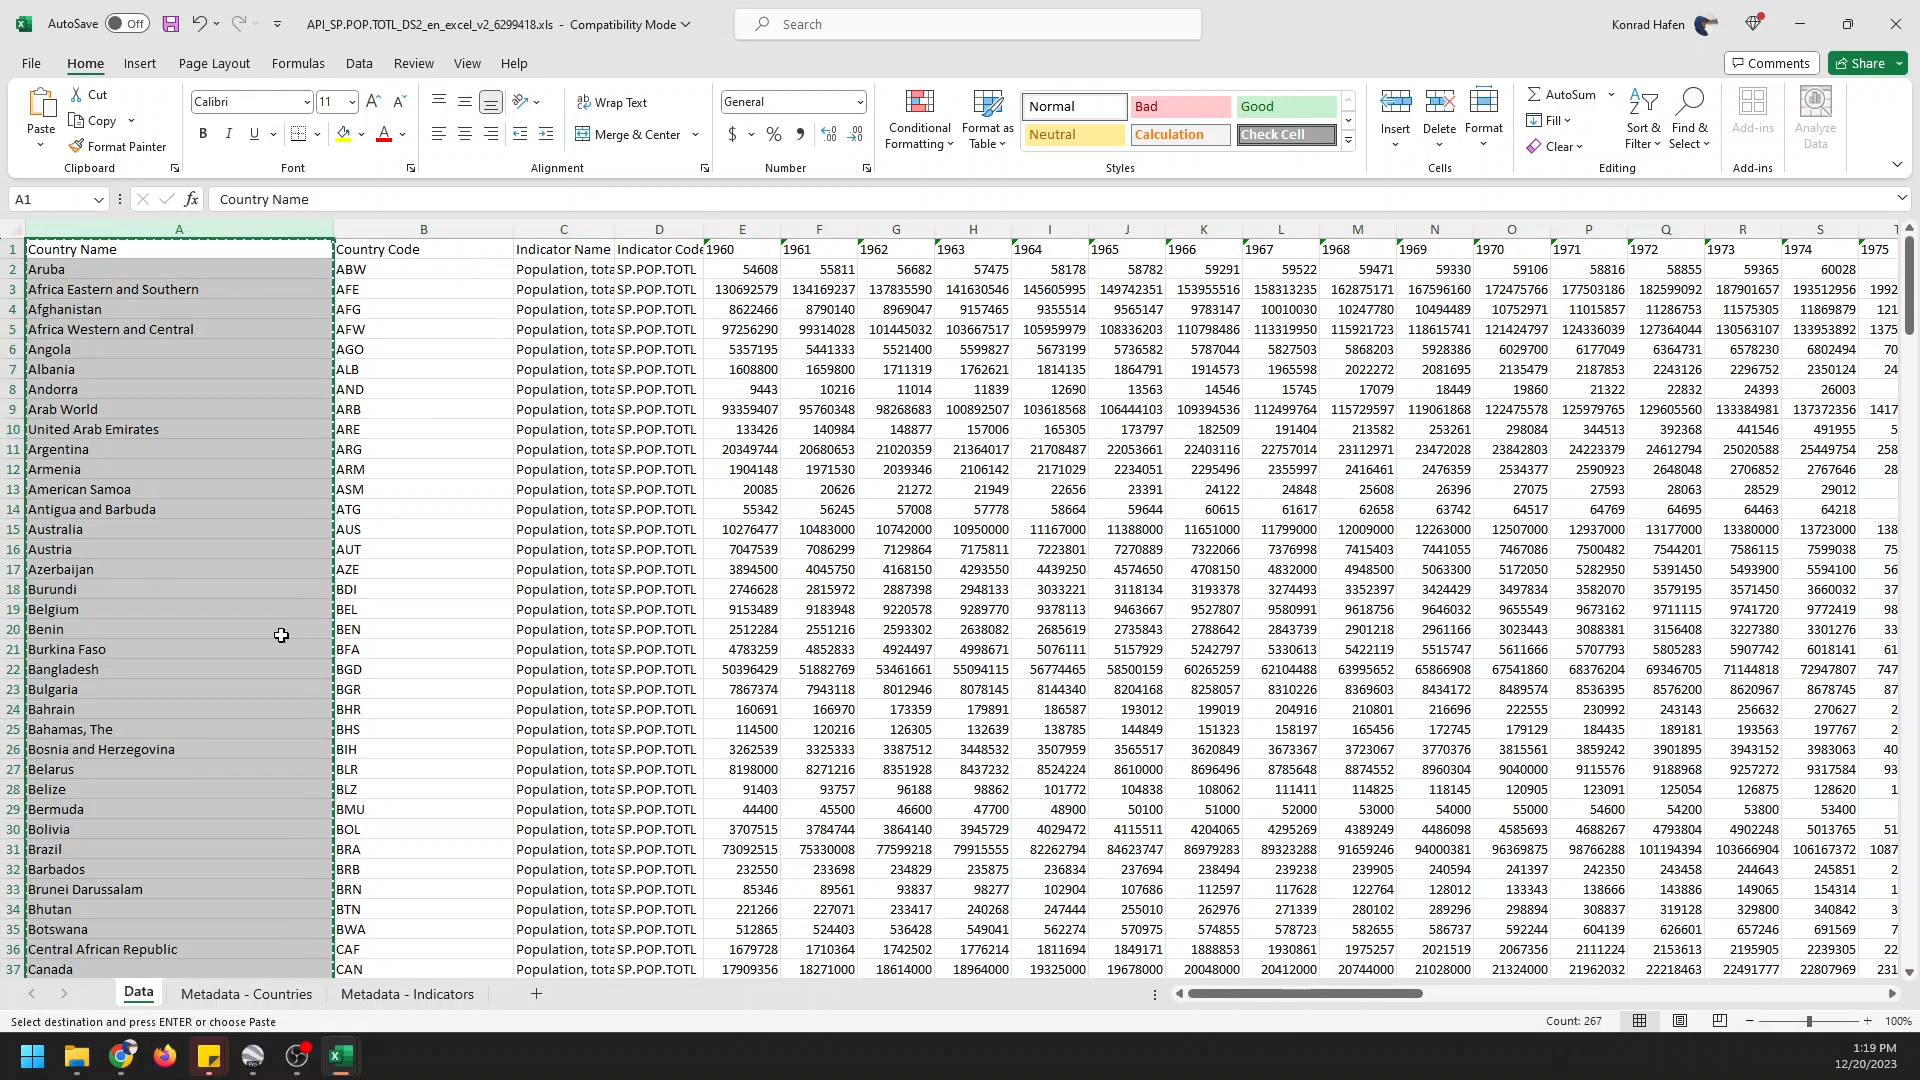 AutoSave Off API_SP.POP.TOTL_DS2_en_excel_v2_6299418.xls - Compatibility Mode Search Konrad Hafen
File Home Insert Page Layout Formulas Data Review View Help Comments Share
Paste Cut Copy Format Painter Clipboard
Calibri 11 B I U A Font
Wrap Text Merge & Center Alignment
General $ % Number
Conditional Formatting Format as Table Normal Bad Good Neutral Calculation Check Cell Styles
Insert Delete Format Cells
AutoSum Fill Clear Sort & Filter Find & Select Editing
Add-ins Add-ins
Analyze Data
A1 fx Country Name
A B C D E F G H I J K L M N O P Q R S T
1 Country Name Country Code Indicator Name Indicator Code 1960 1961 1962 1963 1964 1965 1966 1967 1968 1969 1970 1971 1972 1973 1974 1975
2 Aruba ABW Population, tota SP.POP.TOTL 54608 55811 56682 57475 58178 58782 59291 59522 59471 59330 59106 58816 58855 59365 60028
3 Africa Eastern and Southern AFE Population, tota SP.POP.TOTL 130692579 134169237 137835590 141630546 145605995 149742351 153955516 158313235 162875171 167596160 172475766 177503186 182599092 187901657 193512956 1992
4 Afghanistan AFG Population, tota SP.POP.TOTL 8622466 8790140 8969047 9157465 9355514 9565147 9783147 10010030 10247780 10494489 10752971 11015857 11286753 11575305 11869879 121
5 Africa Western and Central AFW Population, tota SP.POP.TOTL 97256290 99314028 101445032 103667517 105959979 108336203 110798486 113319950 115921723 118615741 121424797 124336039 127364044 130563107 133953892 1375
6 Angola AGO Population, tota SP.POP.TOTL 5357195 5441333 5521400 5599827 5673199 5736582 5787044 5827503 5868203 5928386 6029700 6177049 6364731 6578230 6802494 70
7 Albania ALB Population, tota SP.POP.TOTL 1608800 1659800 1711319 1762621 1814135 1864791 1914573 1965598 2022272 2081695 2135479 2187853 2243126 2296752 2350124 24
8 Andorra AND Population, tota SP.POP.TOTL 9443 10216 11014 11839 12690 13563 14546 15745 17079 18449 19860 21322 22832 24393 26003
9 Arab World ARB Population, tota SP.POP.TOTL 93359407 95760348 98268683 100892507 103618568 106444103 109394536 112499764 115729597 119061868 122475578 125979765 129605560 133384981 137372356 1417
10 United Arab Emirates ARE Population, tota SP.POP.TOTL 133426 140984 148877 157006 165305 173797 182509 191404 213582 253261 298084 344513 392368 441546 491955 5
11 Argentina ARG Population, tota SP.POP.TOTL 20349744 20680653 21020359 21364017 21708487 22053661 22403116 22757014 23112971 23472028 23842803 24223379 24612794 25020588 25449754 258
12 Armenia ARM Population, tota SP.POP.TOTL 1904148 1971530 2039346 2106142 2171029 2234051 2295496 2355997 2416461 2476359 2534377 2590923 2648048 2706852 2767646 28
13 American Samoa ASM Population, tota SP.POP.TOTL 20085 20626 21272 21949 22656 23391 24122 24848 25608 26396 27075 27593 28063 28529 29012
14 Antigua and Barbuda ATG Population, tota SP.POP.TOTL 55342 56245 57008 57778 58664 59644 60615 61617 62658 63742 64517 64769 64695 64463 64218
15 Australia AUS Population, tota SP.POP.TOTL 10276477 10483000 10742000 10950000 11167000 11388000 11651000 11799000 12009000 12263000 12507000 12937000 13177000 13380000 13723000 138
16 Austria AUT Population, tota SP.POP.TOTL 7047539 7086299 7129864 7175811 7223801 7270889 7322066 7376998 7415403 7441055 7467086 7500482 7544201 7586115 7599038 75
17 Azerbaijan AZE Population, tota SP.POP.TOTL 3894500 4045750 4168150 4293550 4439250 4574650 4708150 4832000 4948500 5063300 5172050 5282950 5391450 5493900 5594100 56
18 Burundi BDI Population, tota SP.POP.TOTL 2746628 2815972 2887398 2948133 3033221 3118134 3193378 3274493 3352397 3424429 3497834 3582070 3579195 3571450 3660032 37
19 Belgium BEL Population, tota SP.POP.TOTL 9153489 9183948 9220578 9289770 9378113 9463667 9527807 9580991 9618756 9646032 9655549 9673162 9711115 9741720 9772419 98
20 Benin BEN Population, tota SP.POP.TOTL 2512284 2551216 2593302 2638082 2685619 2735843 2788642 2843739 2901218 2961166 3023443 3088381 3156408 3227380 3301276 33
21 Burkina Faso BFA Population, tota SP.POP.TOTL 4783259 4852833 4924497 4998671 5076111 5157929 5242797 5330613 5422119 5515747 5611666 5707793 5805283 5907742 6018141 61
22 Bangladesh BGD Population, tota SP.POP.TOTL 50396429 51882769 53461661 55094115 56774465 58500159 60265259 62104488 63995652 65866908 67541860 68376204 69346705 71144818 72947807 747
23 Bulgaria BGR Population, tota SP.POP.TOTL 7867374 7943118 8012946 8078145 8144340 8204168 8258057 8310226 8369603 8434172 8489574 8536395 8576200 8620967 8678745 87
24 Bahrain BHR Population, tota SP.POP.TOTL 160691 166970 173359 179891 186587 193012 199019 204916 210801 216696 222555 230992 243143 256632 270627 2
25 Bahamas, The BHS Population, tota SP.POP.TOTL 114500 120216 126305 132639 138785 144849 151323 158197 165456 172745 179129 184435 189181 193563 197767 2
26 Bosnia and Herzegovina BIH Population, tota SP.POP.TOTL 3262539 3325333 3387512 3448532 3507959 3565517 3620849 3673367 3723067 3770376 3815561 3859242 3901895 3943152 3983063 40
27 Belarus BLR Population, tota SP.POP.TOTL 8198000 8271216 8351928 8437232 8524224 8610000 8696496 8785648 8874552 8960304 9040000 9115576 9188968 9257272 9317584 93
28 Belize BLZ Population, tota SP.POP.TOTL 91403 93757 96188 98862 101772 104838 108062 111411 114825 118145 120905 123091 125054 126875 128620 1
29 Bermuda BMU Population, tota SP.POP.TOTL 44400 45500 46600 47700 48900 50100 51000 52000 53000 54000 55000 54600 54200 53800 53400
30 Bolivia BOL Population, tota SP.POP.TOTL 3707515 3784744 3864140 3945729 4029472 4115511 4204065 4295269 4389249 4486098 4585693 4688267 4793804 4902248 5013765 51
31 Brazil BRA Population, tota SP.POP.TOTL 73092515 75330008 77599218 79915555 82262794 84623747 86979283 89323288 91659246 94000381 96369875 98766288 101194394 103666904 106167372 1087
32 Barbados BRB Population, tota SP.POP.TOTL 232550 233698 234829 235875 236834 237694 238494 239238 239905 240594 241397 242350 243458 244643 245851 2
33 Brunei Darussalam BRN Population, tota SP.POP.TOTL 85346 89561 93837 98277 102904 107686 112597 117628 122764 128012 133343 138666 143886 149065 154314 1
34 Bhutan BTN Population, tota SP.POP.TOTL 221266 227071 233417 240268 247444 255010 262976 271339 280102 289296 298894 308837 319128 329800 340842 3
35 Botswana BWA Population, tota SP.POP.TOTL 512865 524403 536428 549041 562274 570975 574855 578723 582655 586737 592244 604139 626601 657246 691569 7
36 Central African Republic CAF Population, tota SP.POP.TOTL 1679728 1710364 1742502 1776214 1811694 1849171 1888853 1930861 1975257 2021519 2067356 2111224 2153613 2195905 2239305 22
37 Canada CAN Population, tota SP.POP.TOTL 17909356 18271000 18614000 18964000 19325000 19678000 20048000 20412000 20744000 21028000 21324000 21962032 22218463 22491777 22807969 231
Data Metadata - Countries Metadata - Indicators
Select destination and press ENTER or choose Paste Count: 267 100%
1:19 PM
12/20/2023